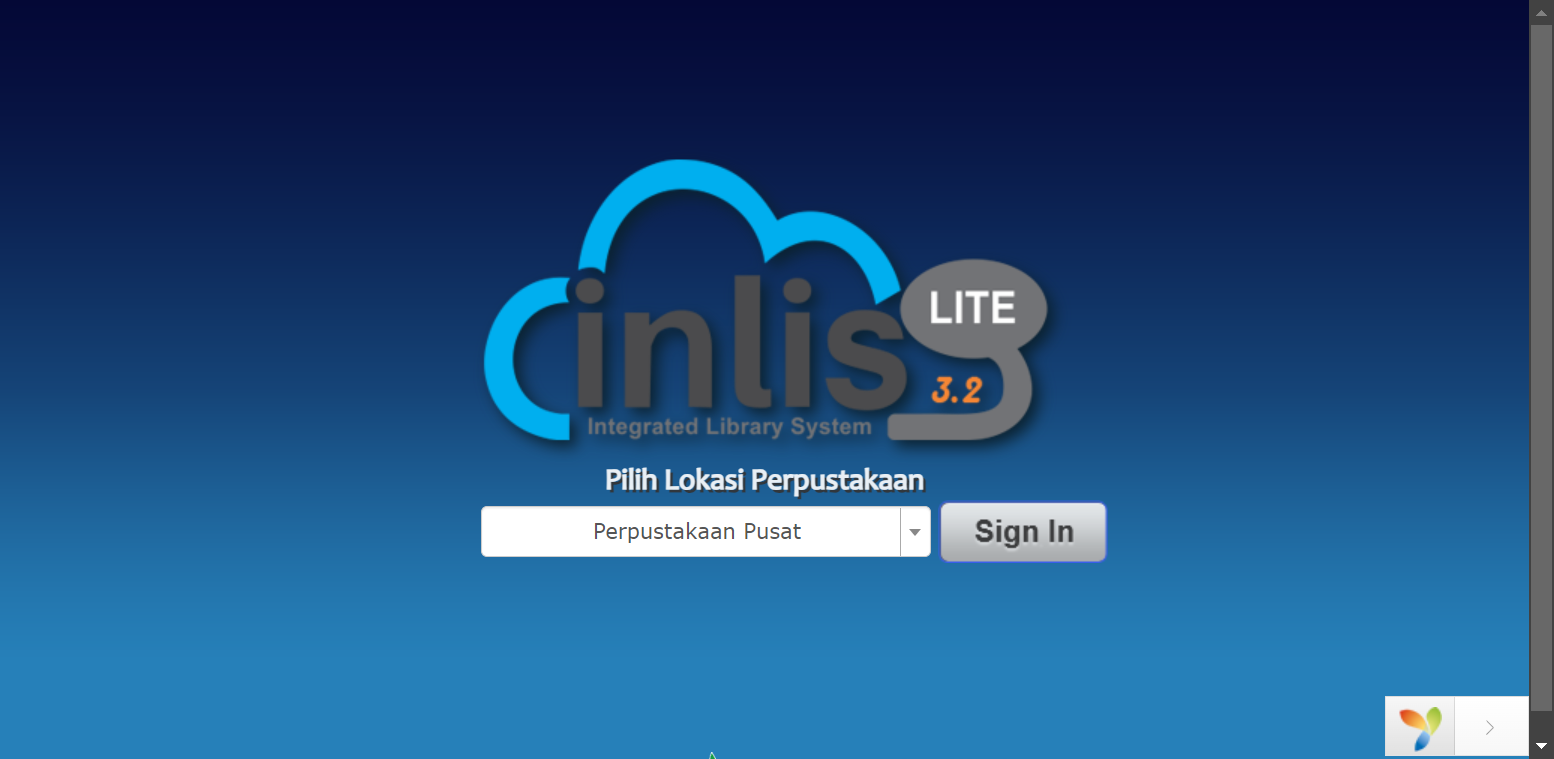 inlis
LITE
3.2
Integrated Library System
Pilih Lokasi Perpustakaan
Perpustakaan Pusat
Sign In